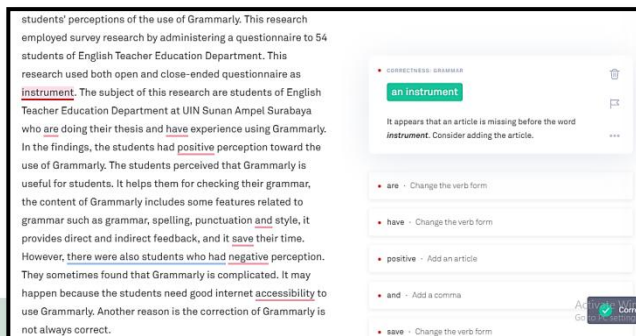 students' perceptions of the use of Grammarly. This research
employed survey research by administering a questionnaire to 54
students of English Teacher Education Department. This
research used both open and close-ended questionnaire as
instrument. The subject of this research are students of English
Teacher Education Department at UIN Sunan Ampel Surabaya
who are doing their thesis and have experience using Grammarly.
In the findings, the students had positive perception toward the
use of Grammarly. The students perceived that Grammarly is
useful for students. It helps them for checking their grammar,
the content of Grammarly includes some features related to
grammar such as grammar, spelling, punctuation and style, it
provides direct and indirect feedback, and it save their time.
However, there were also students who had negative perception.
They sometimes found that Grammarly is complicated. It may
happen because the students need good internet accessibility to
use Grammarly. Another reason is the correction of Grammarly is
not always correct.
CORRECTNESS: GRAMMAR
an instrument
It appears that an article is missing before the word
instrument. Consider adding the article.
are · Change the verb form
have · Change the verb form
positive · Add an article
and · Add a comma
save · Change the verb form